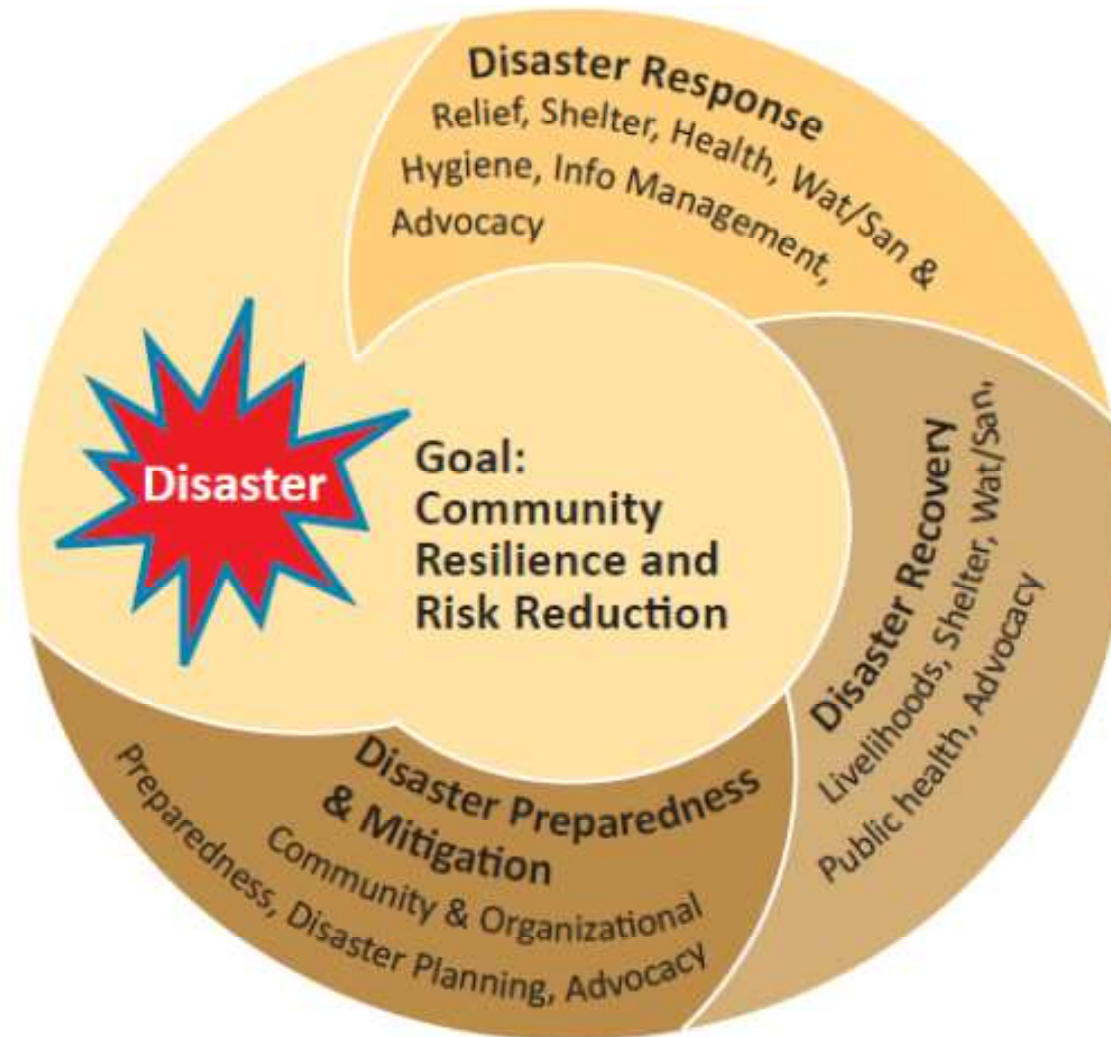 Disaster Response
Relief, Shelter, Health, Wat/San &
Hygiene, Info Management,
Advocacy
Disaster
Goal:
Community
Resilience and
Risk Reduction
Disaster Recovery
Livelihoods, Shelter, Wat/San,
Public health, Advocacy
Disaster Preparedness
& Mitigation
Community & Organizational
Preparedness, Disaster Planning, Advocacy